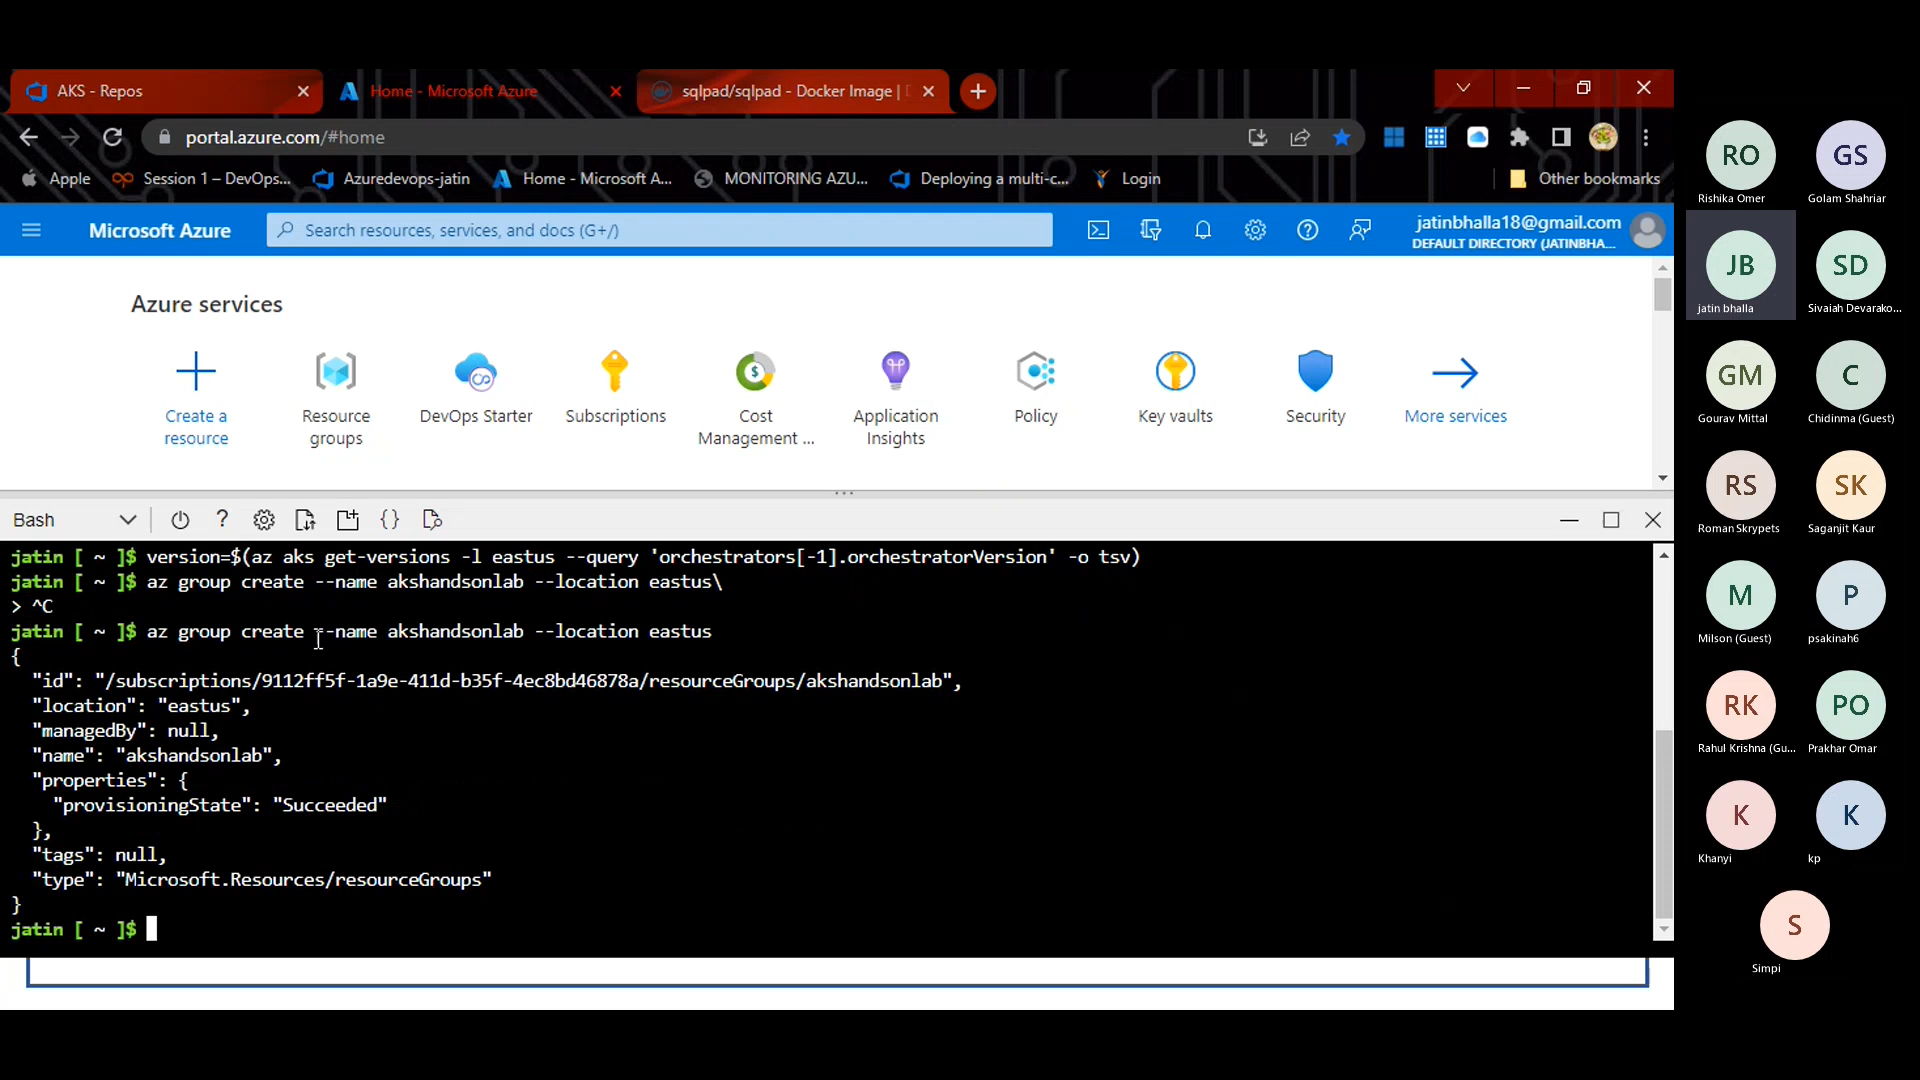 AKS - Repos
Home - Microsoft Azure
sqlpad/sqlpad - Docker Image |
portal.azure.com/#home
Apple
Session 1 – DevOps...
Azuredevops-jatin
Home - Microsoft A...
MONITORING AZU...
Deploying a multi-c...
Login
Other bookmarks
Microsoft Azure
Search resources, services, and docs (G+/)
jatinbhalla18@gmail.com
DEFAULT DIRECTORY (JATINBHA...
Azure services
Create a resource
Resource groups
DevOps Starter
Subscriptions
Cost Management ...
Application Insights
Policy
Key vaults
Security
More services
Bash
jatin [ ~ ]$ version=$(az aks get-versions -l eastus --query 'orchestrators[-1].orchestratorVersion' -o tsv)
jatin [ ~ ]$ az group create --name akshandsonlab --location eastus\
> ^C
jatin [ ~ ]$ az group create --name akshandsonlab --location eastus
{
"id": "/subscriptions/9112ff5f-1a9e-411d-b35f-4ec8bd46878a/resourceGroups/akshandsonlab",
"location": "eastus",
"managedBy": null,
"name": "akshandsonlab",
"properties": {
"provisioningState": "Succeeded"
},
"tags": null,
"type": "Microsoft.Resources/resourceGroups"
}
jatin [ ~ ]$
RO
Rishika Omer
GS
Golam Shahriar
JB
jatin bhalla
SD
Sivaiah Devarako...
GM
Gourav Mittal
C
Chidinma (Guest)
RS
Roman Skrypets
SK
Saganjit Kaur
M
Milson (Guest)
P
psakinah6
RK
Rahul Krishna (Gu...
PO
Prakhar Omar
K
Khanyi
K
kp
S
Simpi